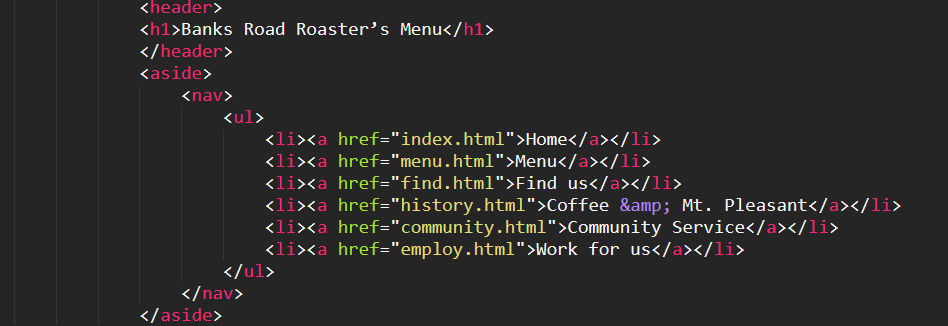 <header>
<h1>Banks Road Roaster’s Menu</h1>
</header>
<aside>
<nav>
<ul>
<li><a href="index.html">Home</a></li>
<li><a href="menu.html">Menu</a></li>
<li><a href="find.html">Find us</a></li>
<li><a href="history.html">Coffee &amp; Mt. Pleasant</a></li>
<li><a href="community.html">Community Service</a></li>
<li><a href="employ.html">Work for us</a></li>
</ul>
</nav>
</aside>